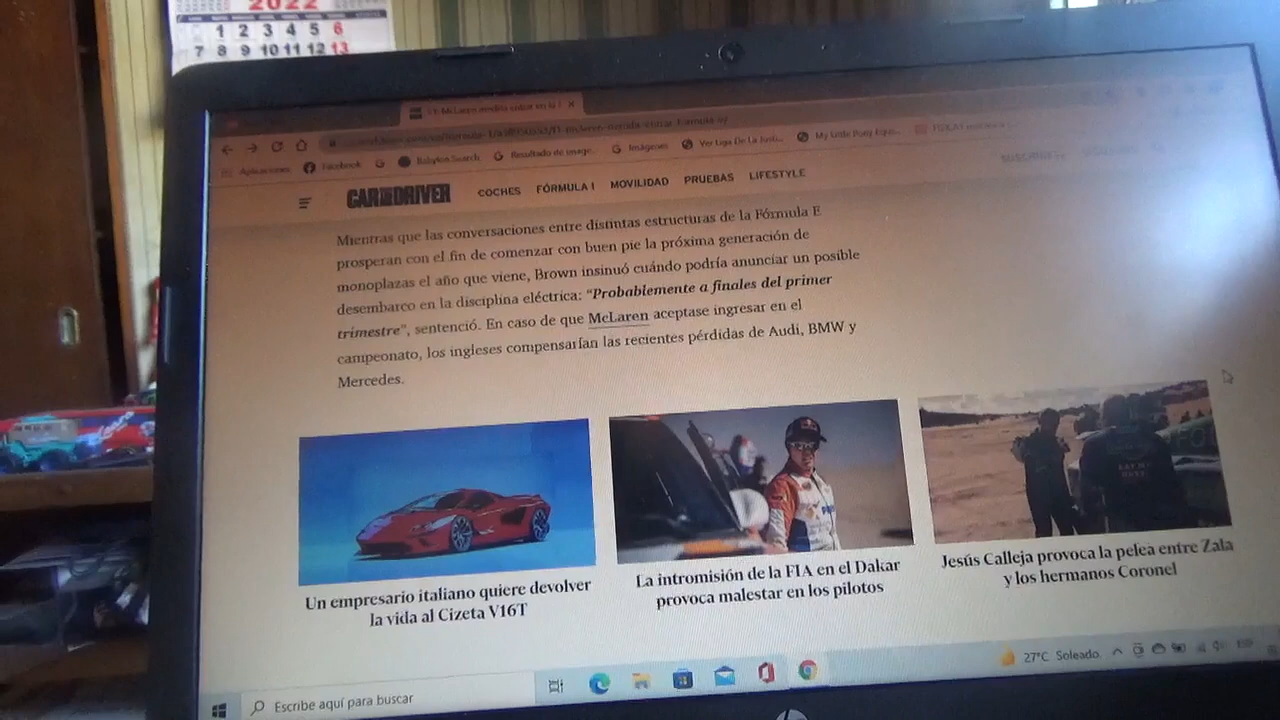 2022
1 2 3 4 5 6
7 8 9 10 11 12 13
Aplicaciones Facebook Babylon Search Resultado de image... Imágenes Ver Liga De La Justi... My Little Pony Eques...
CAR AND DRIVER COCHES FÓRMULA 1 MOVILIDAD PRUEBAS LIFESTYLE
Mientras que las conversaciones entre distintas estructuras de la Fórmula E
prosperan con el fin de comenzar con buen pie la próxima generación de
monoplazas el año que viene, Brown insinuó cuándo podría anunciar un posible
desembarco en la disciplina eléctrica: "Probablemente a finales del primer
trimestre", sentenció. En caso de que McLaren aceptase ingresar en el
campeonato, los ingleses compensarían las recientes pérdidas de Audi, BMW y
Mercedes.
Un empresario italiano quiere devolver
la vida al Cizeta V16T
La intromisión de la FIA en el Dakar
provoca malestar en los pilotos
Jesús Calleja provoca la pelea entre Zala
y los hermanos Coronel
Escribe aquí para buscar
27°C Soleado.